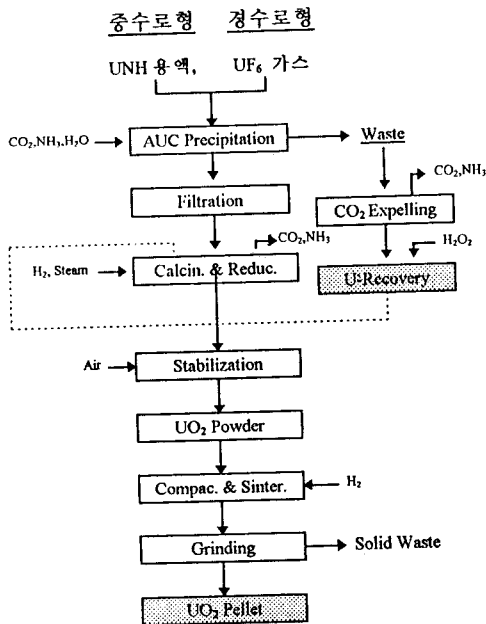 중수로형 경수로형
UNH 용액, UF₆ 가스
CO₂,NH₃,H₂O AUC Precipitation Waste
CO₂,NH₃
Filtration CO₂ Expelling
CO₂,NH₃ H₂O₂
H₂, Steam Calcin. & Reduc. U-Recovery
Air Stabilization
UO₂ Powder
Compac. & Sinter. H₂
Grinding Solid Waste
UO₂ Pellet